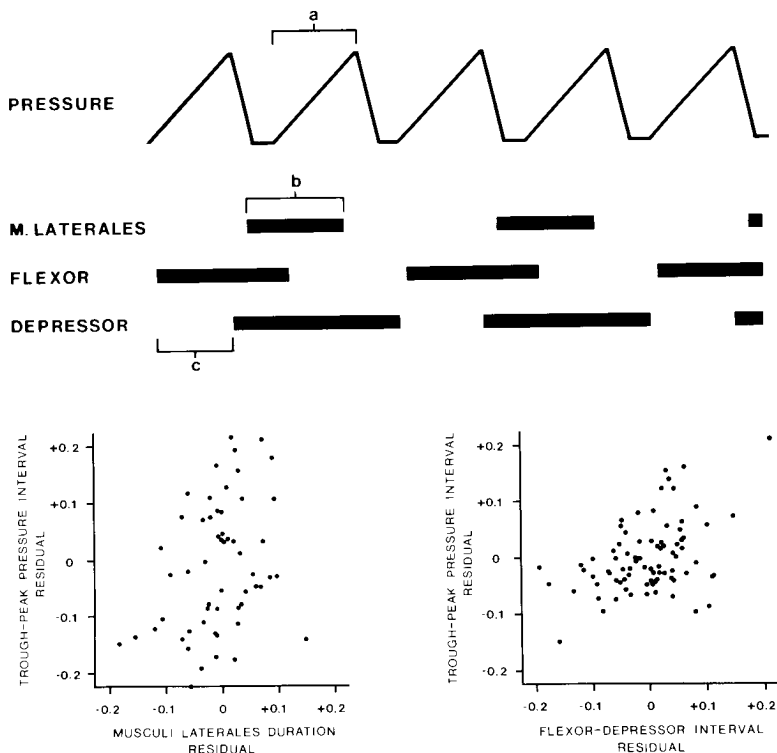 a
PRESSURE
b
M. LATERALES
FLEXOR
DEPRESSOR
c
TROUGH-PEAK PRESSURE INTERVAL
RESIDUAL
+0.2
+0.1
0
-0.1
-0.2
-0.2
-0.1
0
+0.1
+0.2
MUSCULI LATERALES DURATION
RESIDUAL
TROUGH-PEAK PRESSURE INTERVAL
RESIDUAL
+0.2
+0.1
0
-0.1
-0.2
-0.2
-0.1
0
+0.1
+0.2
FLEXOR-DEPRESSOR INTERVAL
RESIDUAL